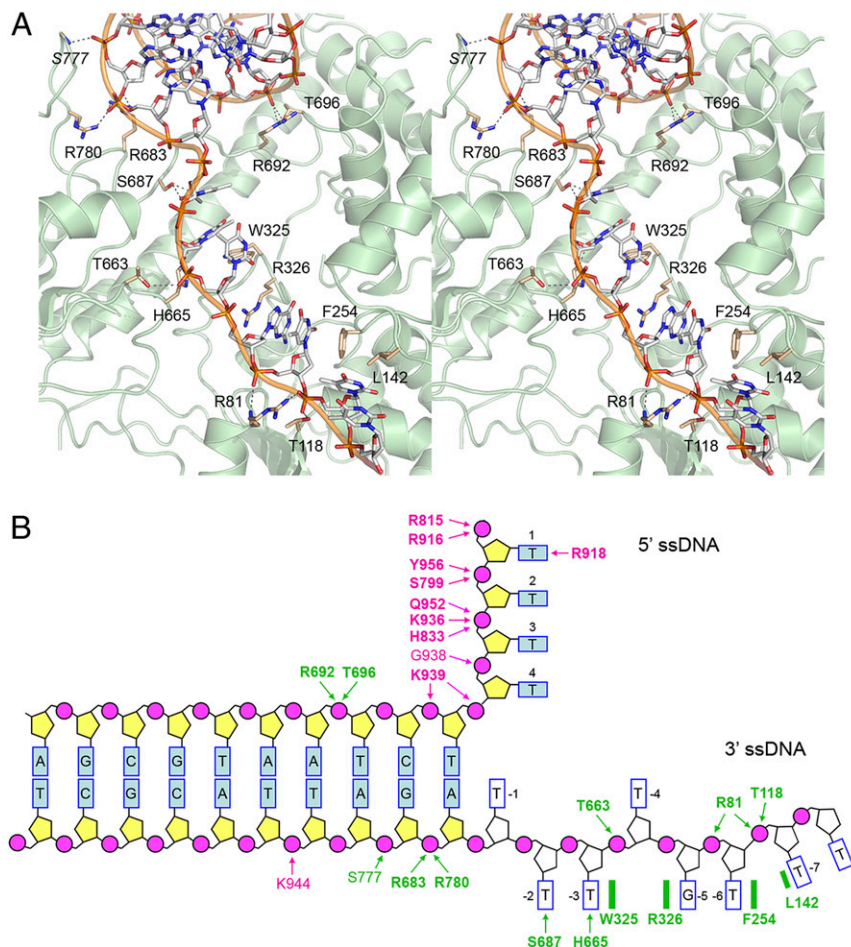 A
S777
T696
R780
R683
R692
S687
W325
T663
R326
H665
F254
L142
R81
T118
S777
T696
R780
R683
R692
S687
W325
T663
R326
H665
F254
L142
R81
T118
B
R815
R916
1
T
R918
5' ssDNA
Y956
S799
2
T
Q952
K936
H833
3
T
G938
K939
4
T
R692 T696
3' ssDNA
A G C G T A A T C T
T C G C A T T A G A
T -1
T -4
T663
R81
T118
K944
S777
R683 R780
-2 T
-3 T
W325
R326
G -5
-6 T
F254
T -7
L142
T
S687
H665